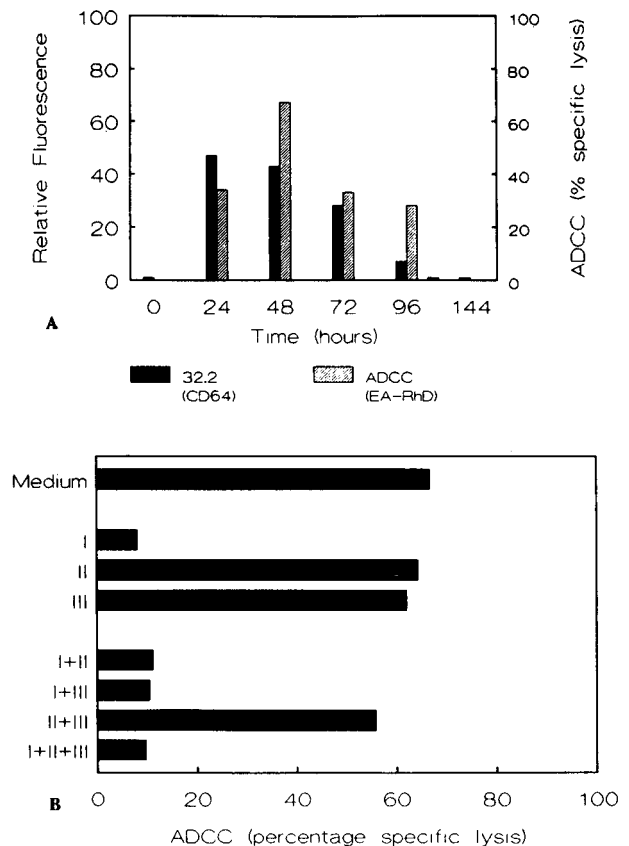 Relative Fluorescence
100
80
60
40
20
0
ADCC (% specific lysis)
100
80
60
40
20
0
0 24 48 72 96 144
Time (hours)
A
32.2
(CD64)
ADCC
(EA-RhD)
Medium
I
II
III
I+II
I+III
II+III
I+II+III
B
0 20 40 60 80 100
ADCC (percentage specific lysis)